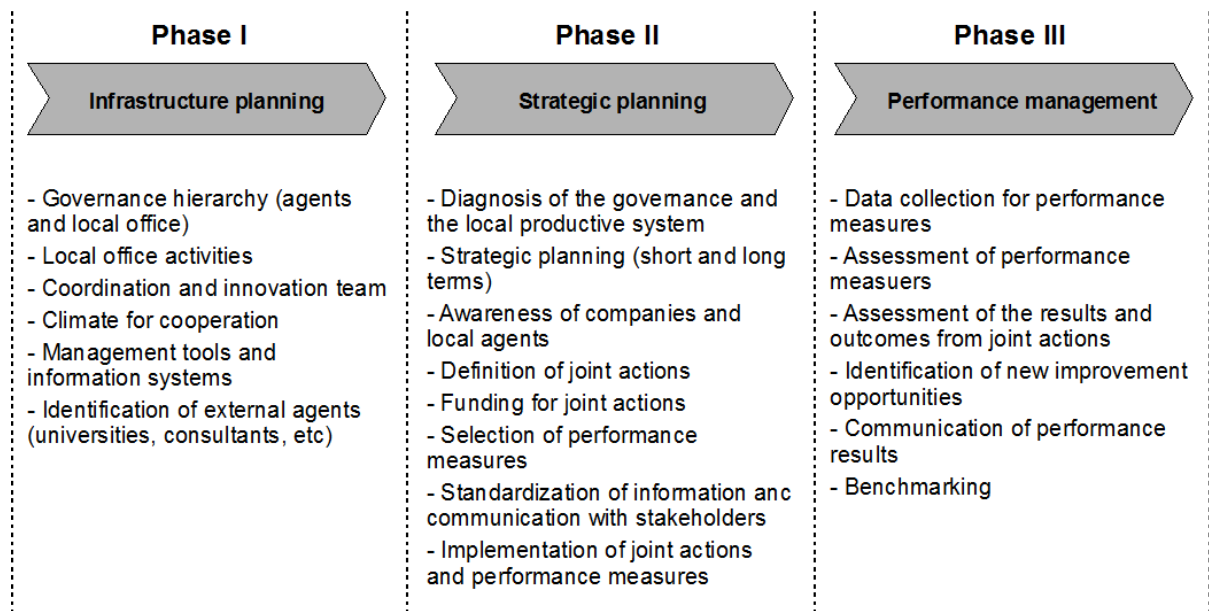 Phase I
Infrastructure planning
- Governance hierarchy (agents
and local office)
- Local office activities
- Coordination and innovation team
- Climate for cooperation
- Management tools and
information systems
- Identification of external agents
(universities, consultants, etc)
Phase II
Strategic planning
- Diagnosis of the governance and
the local productive system
- Strategic planning (short and long
terms)
- Awareness of companies and
local agents
- Definition of joint actions
- Funding for joint actions
- Selection of performance
measures
- Standardization of information anc
communication with stakeholders
- Implementation of joint actions
and performance measures
Phase III
Performance management
- Data collection for performance
measures
- Assessment of performance
measuers
- Assessment of the results and
outcomes from joint actions
- Identification of new improvement
opportunities
- Communication of performance
results
- Benchmarking